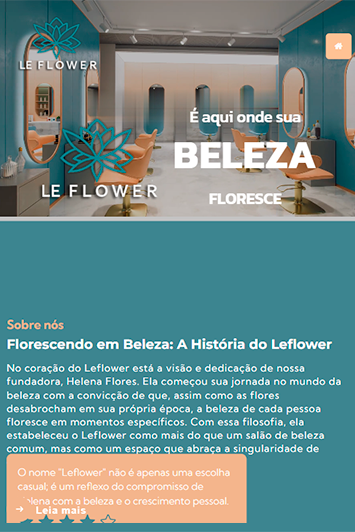 LE FLOWER
É aqui onde sua
BELEZA
LE FLOWER
FLORESCE
Sobre nós
Florescendo em Beleza: A História do Leflower
No coração do Leflower está a visão e dedicação de nossa
fundadora, Helena Flores. Ela começou sua jornada no mundo da
beleza com a convicção de que, assim como as flores
desabrocham em sua própria época, a beleza de cada pessoa
floresce em momentos específicos. Com essa filosofia, ela
estabeleceu o Leflower como mais do que um salão de beleza
comum, mas como um espaço que abraça a singularidade de
O nome "Leflower" não é apenas uma escolha
casual; é um reflexo do compromisso de
Helena com a beleza e o crescimento pessoal.
Leia mais